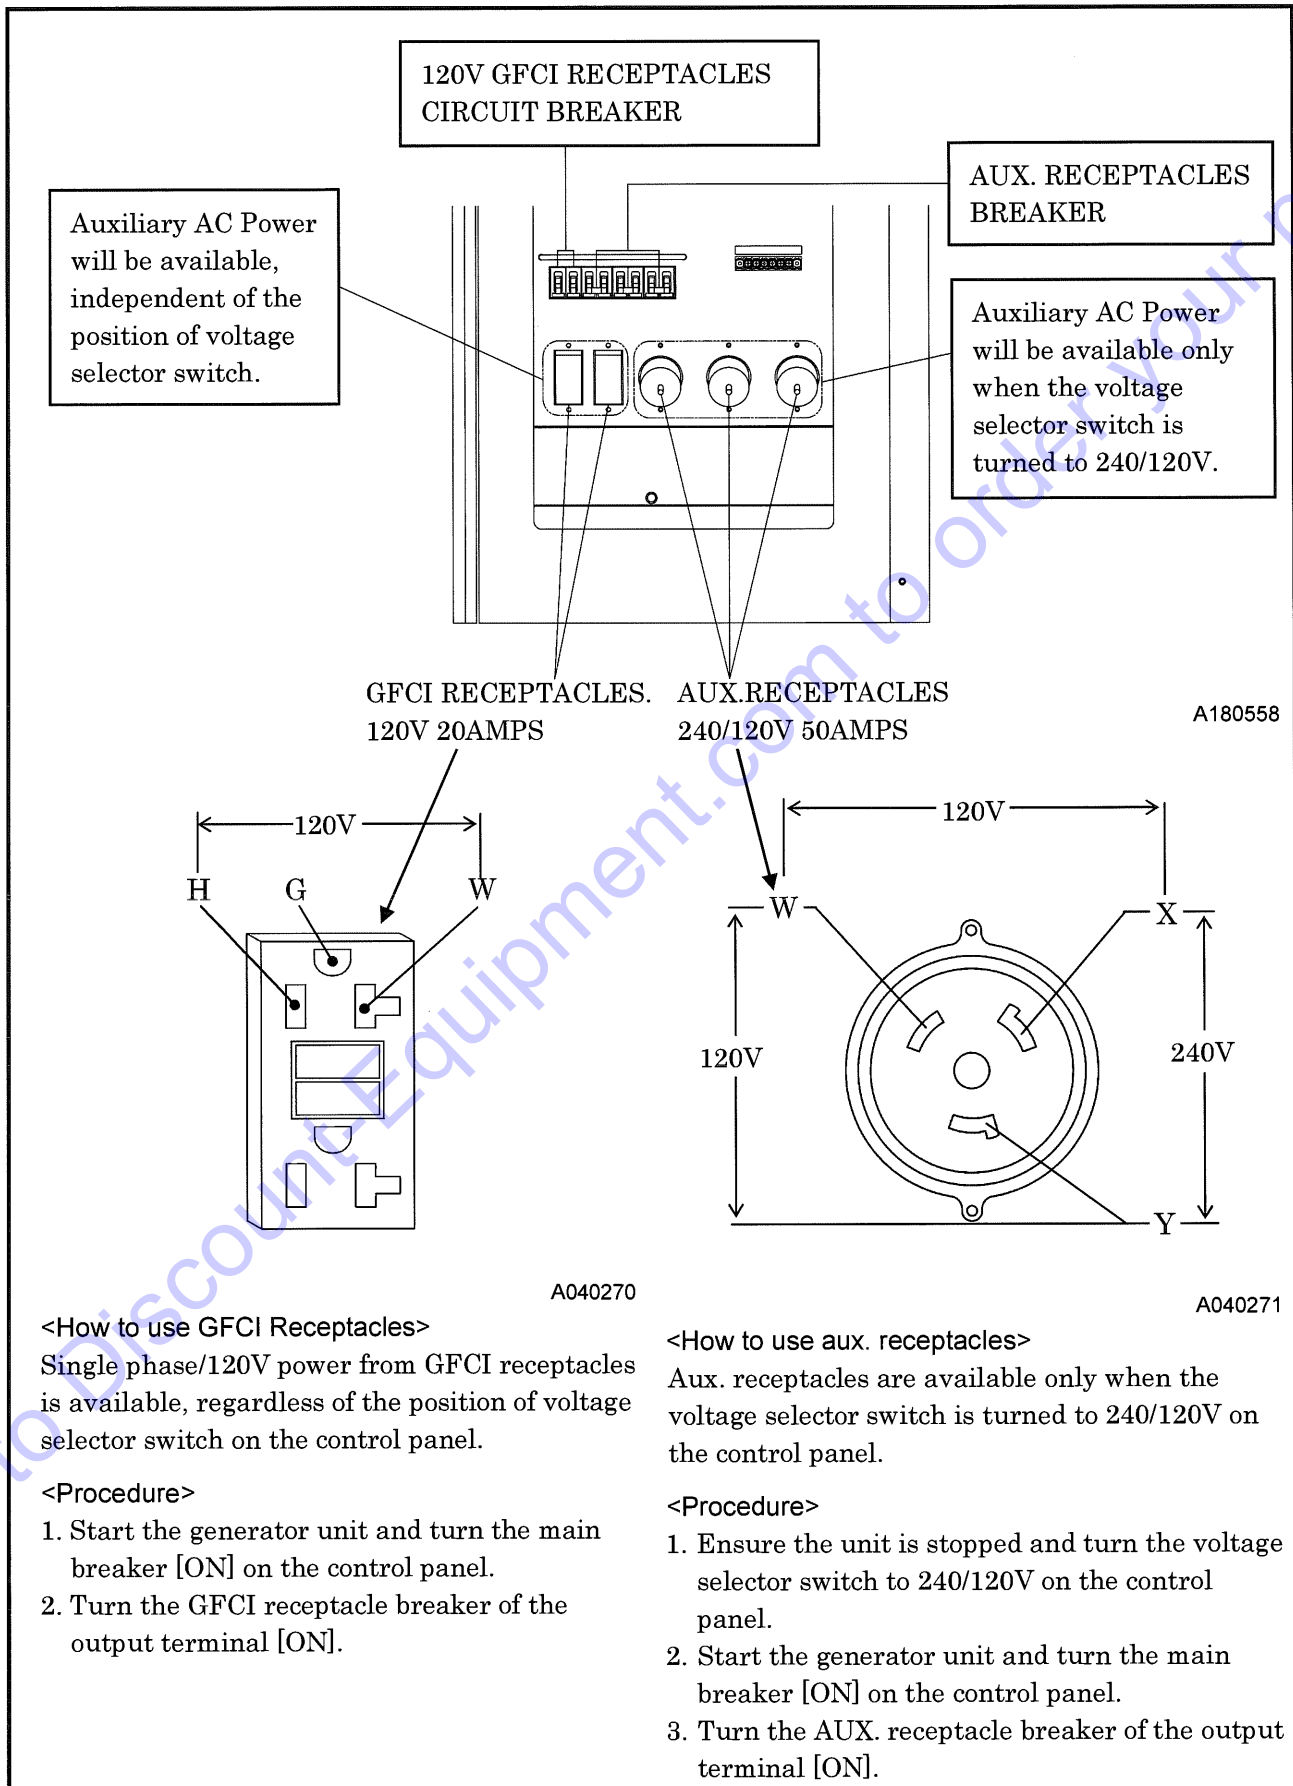 120V GFCI RECEPTACLES
CIRCUIT BREAKER
AUX. RECEPTACLES
BREAKER
Auxiliary AC Power
will be available,
independent of the
position of voltage
selector switch.
Auxiliary AC Power
will be available only
when the voltage
selector switch is
turned to 240/120V.
GFCI RECEPTACLES.
120V 20AMPS
AUX.RECEPTACLES
240/120V 50AMPS
A180558
120V
H
G
W
A040270
120V
W
X
120V
240V
Y
A040271
<How to use GFCI Receptacles>
Single phase/120V power from GFCI receptacles
is available, regardless of the position of voltage
selector switch on the control panel.
<Procedure>
1. Start the generator unit and turn the main
breaker [ON] on the control panel.
2. Turn the GFCI receptacle breaker of the
output terminal [ON].
<How to use aux. receptacles>
Aux. receptacles are available only when the
voltage selector switch is turned to 240/120V on
the control panel.
<Procedure>
1. Ensure the unit is stopped and turn the voltage
selector switch to 240/120V on the control
panel.
2. Start the generator unit and turn the main
breaker [ON] on the control panel.
3. Turn the AUX. receptacle breaker of the output
terminal [ON].
to Discount-Equipment.com to order your